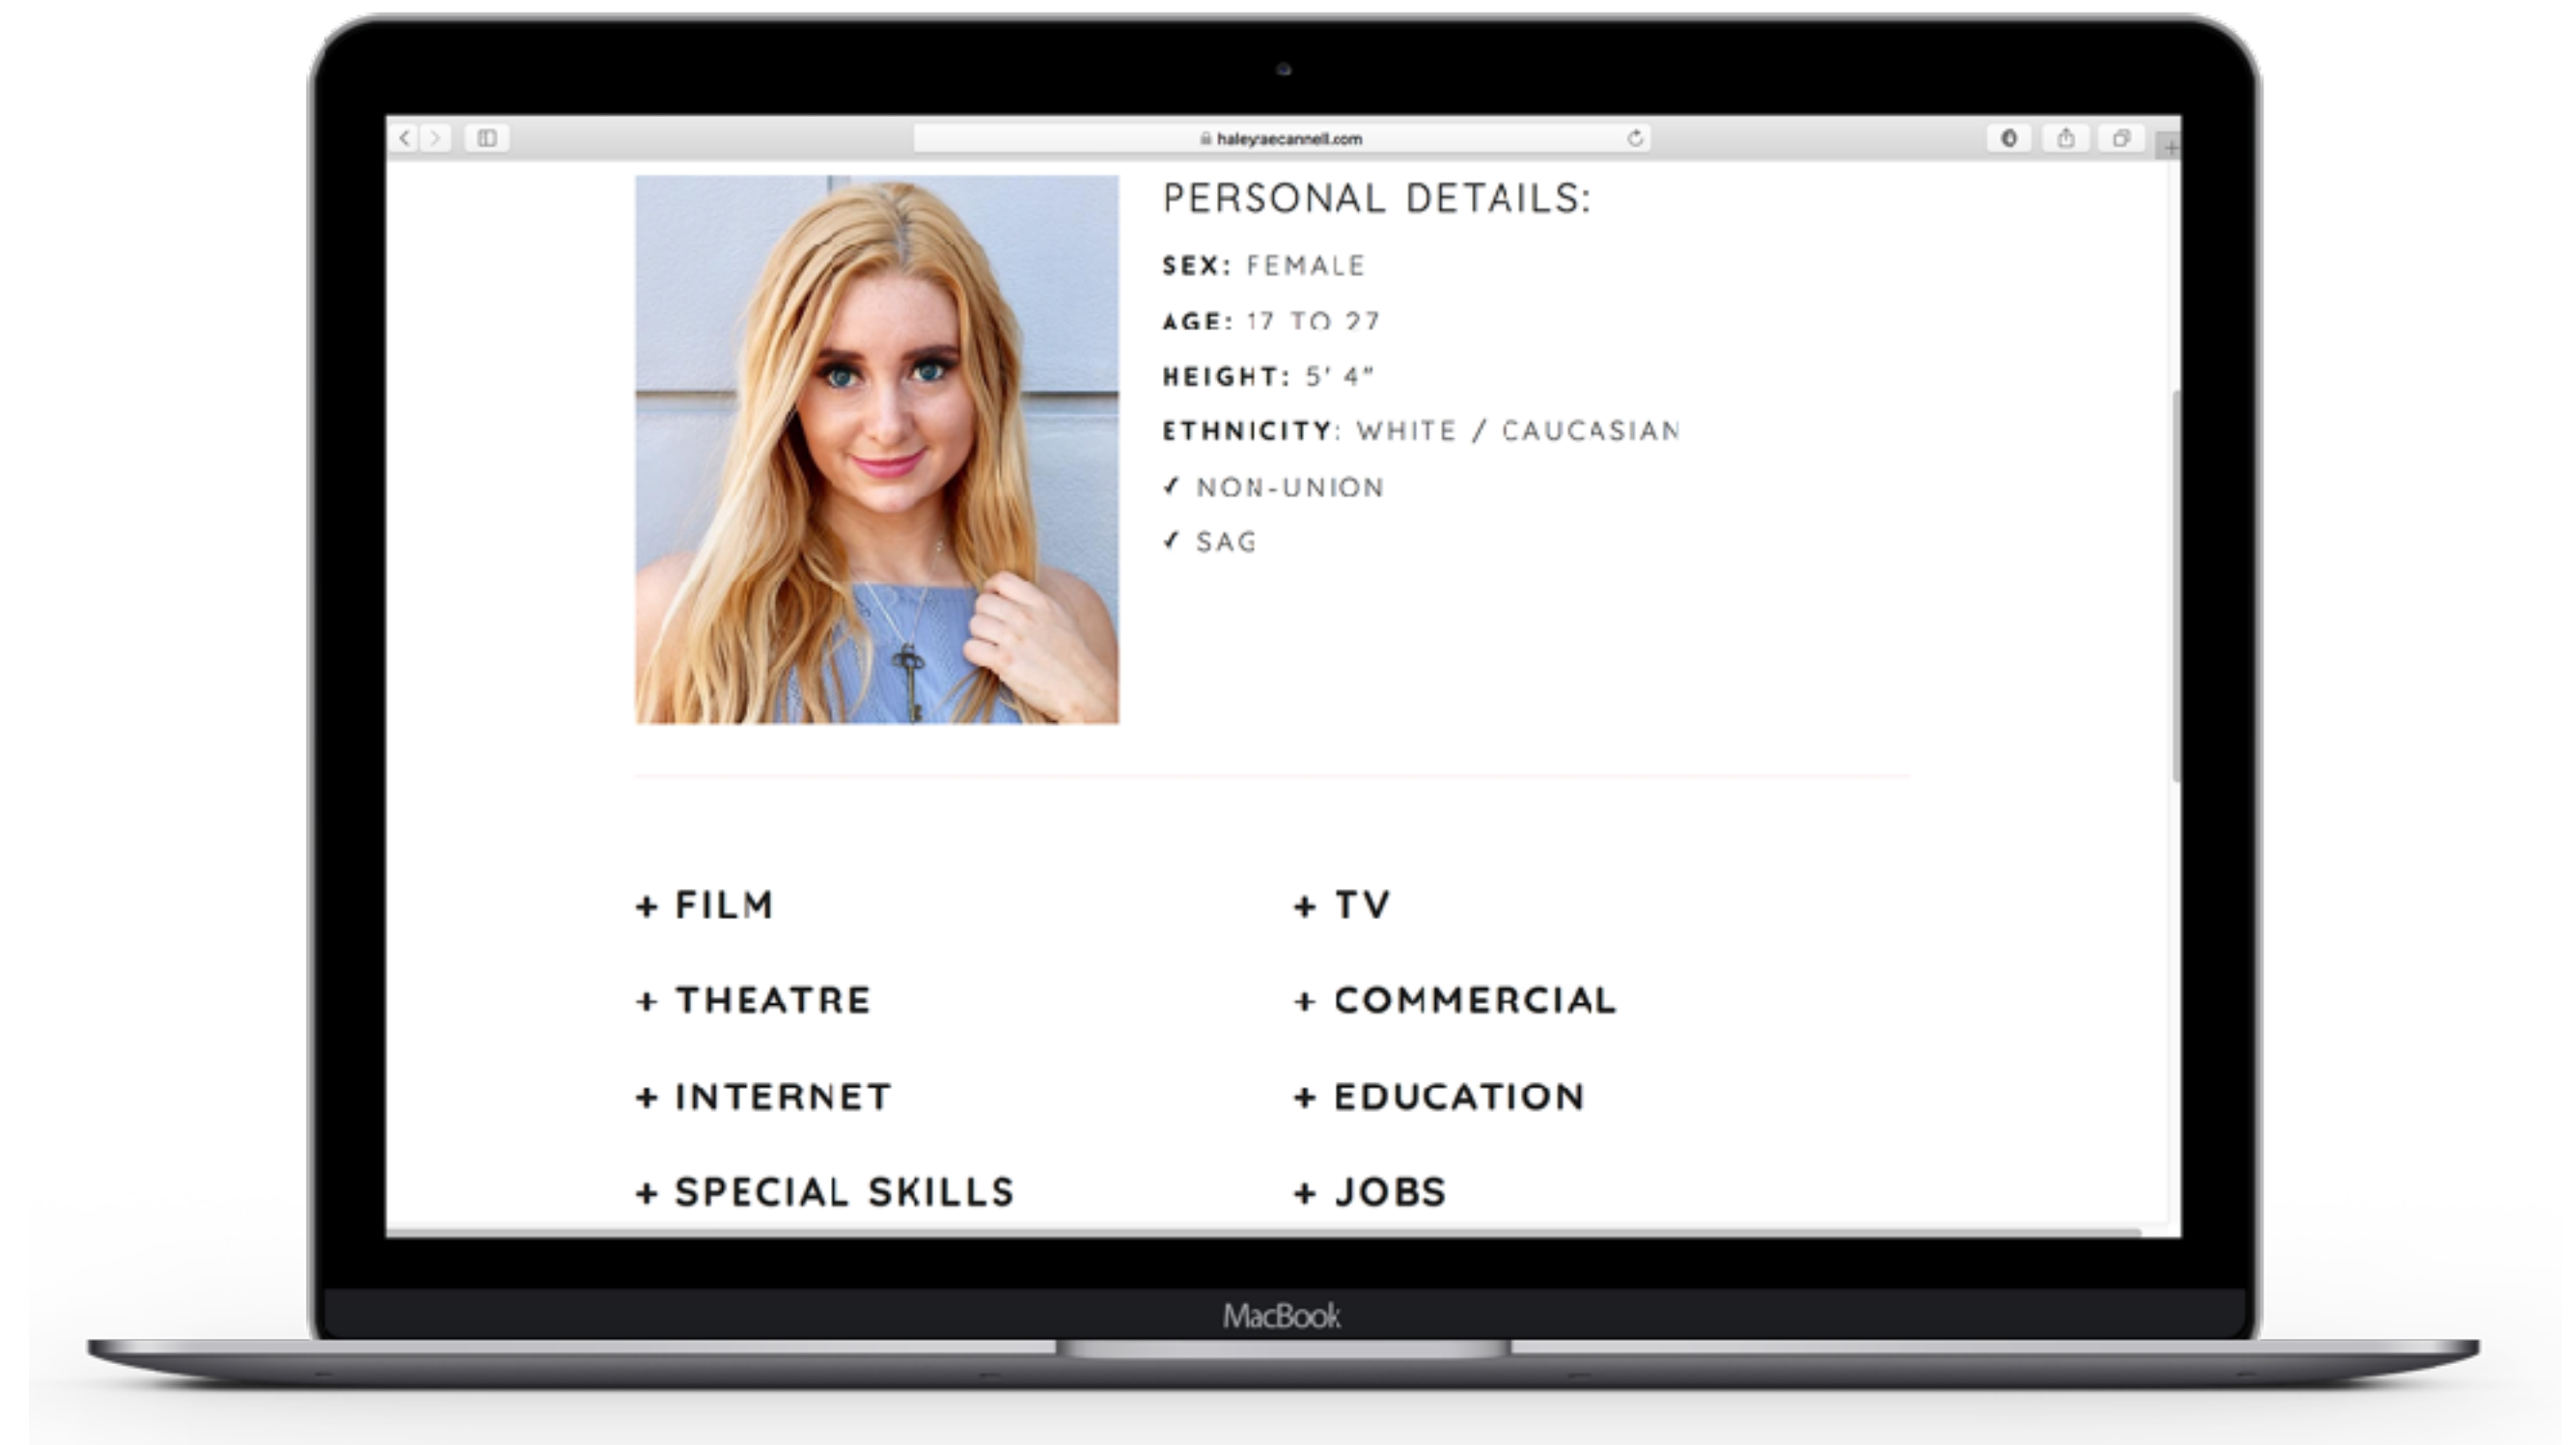 haleyraecannell.com
PERSONAL DETAILS:
SEX: FEMALE
AGE: 17 TO 27
HEIGHT: 5' 4"
ETHNICITY: WHITE / CAUCASIAN
✓ NON-UNION
✓ SAG
+ FILM
+ TV
+ THEATRE
+ COMMERCIAL
+ INTERNET
+ EDUCATION
+ SPECIAL SKILLS
+ JOBS
MacBook